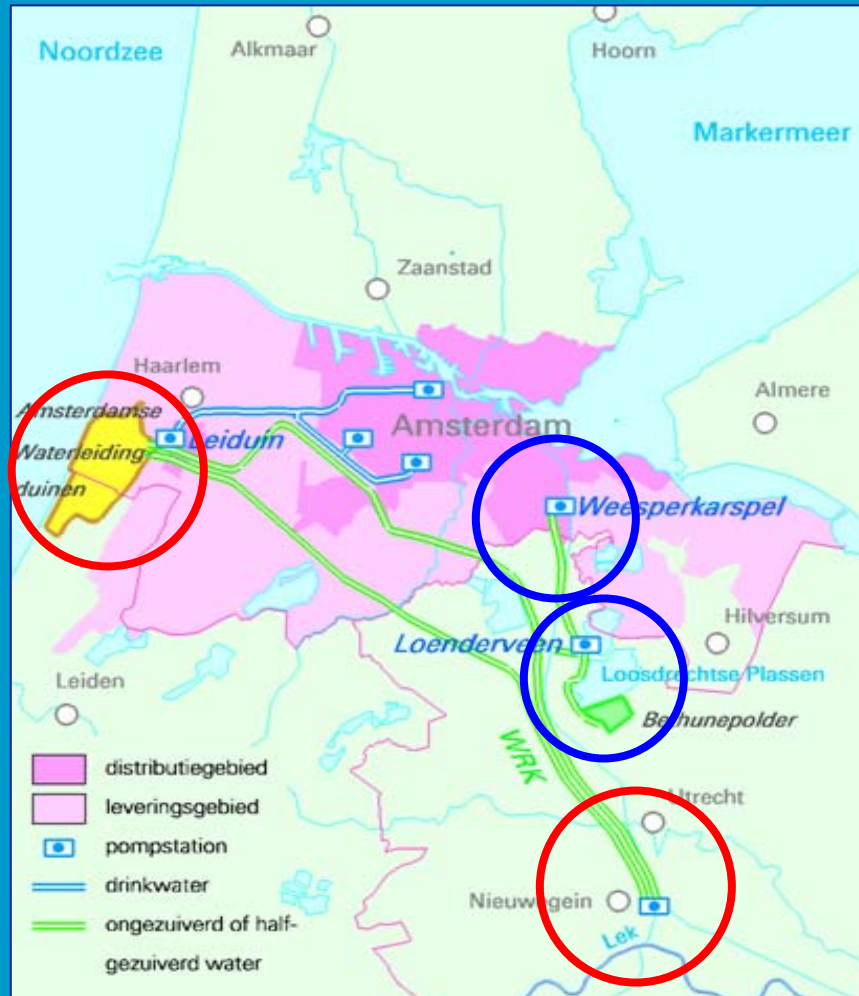 Noordzee
Alkmaar
Hoorn
Markermeer
Zaanstad
Haarlem
Almere
Amsterdamse
Waterleiding
duinen
Leiduin
Amsterdam
Weesperkarspel
Hilversum
Loenderveen
Loosdrechtse Plassen
Leiden
Bethunepolder
WRK
Utrecht
Nieuwegein
Lek
distributiegebied
leveringsgebied
pompstation
drinkwater
ongezuiverd of half-
gezuiverd water